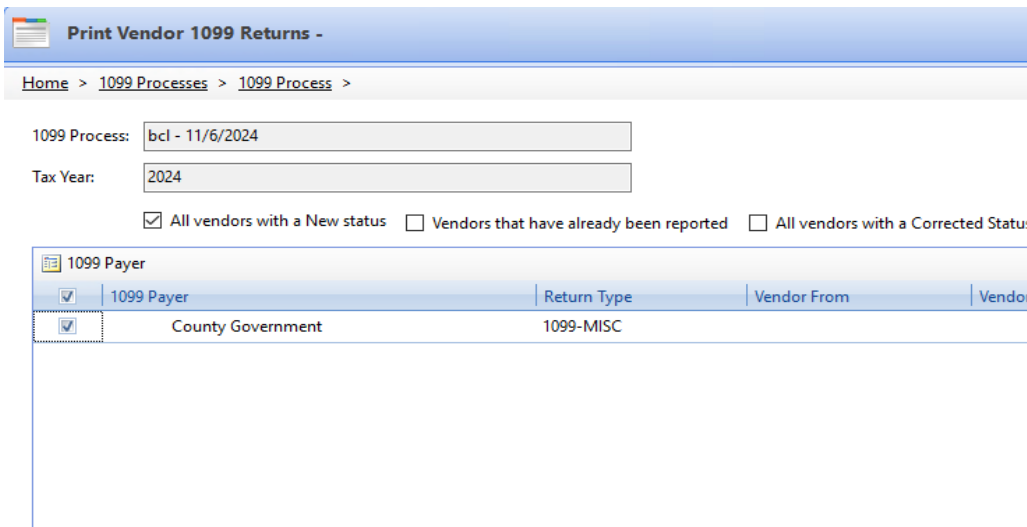 Print Vendor 1099 Returns -
Home > 1099 Processes > 1099 Process >
1099 Process: bcl - 11/6/2024
Tax Year: 2024
All vendors with a New status Vendors that have already been reported All vendors with a Corrected Status
1099 Payer
1099 Payer Return Type Vendor From Vendo
County Government 1099-MISC